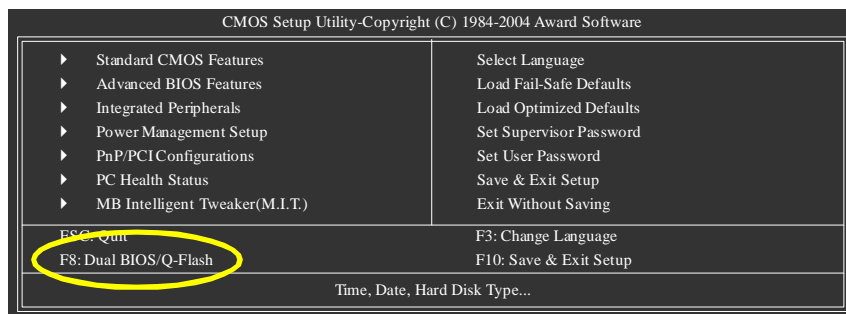 CMOS Setup Utility-Copyright (C) 1984-2004 Award Software
Standard CMOS Features
Advanced BIOS Features
Integrated Peripherals
Power Management Setup
PnP/PCI Configurations
PC Health Status
MB Intelligent Tweaker(M.I.T.)
Select Language
Load Fail-Safe Defaults
Load Optimized Defaults
Set Supervisor Password
Set User Password
Save & Exit Setup
Exit Without Saving
ESC: Quit
F3: Change Language
F8: Dual BIOS/Q-Flash
F10: Save & Exit Setup
Time, Date, Hard Disk Type...